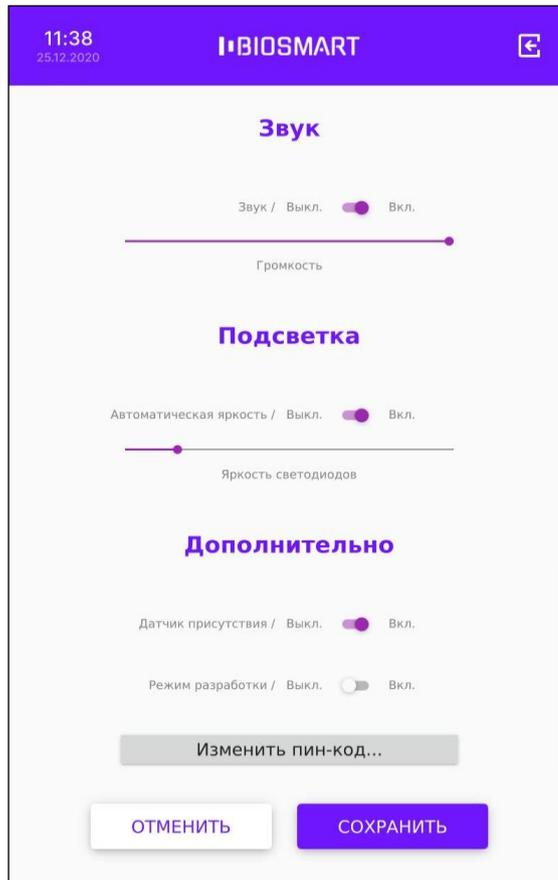 11:38
25.12.2020
BIOSMART
Звук
Звук / Выкл. Вкл.
Громкость
Подсветка
Автоматическая яркость / Выкл. Вкл.
Яркость светодиодов
Дополнительно
Датчик присутствия / Выкл. Вкл.
Режим разработки / Выкл. Вкл.
Изменить пин-код...
ОТМЕНИТЬ СОХРАНИТЬ